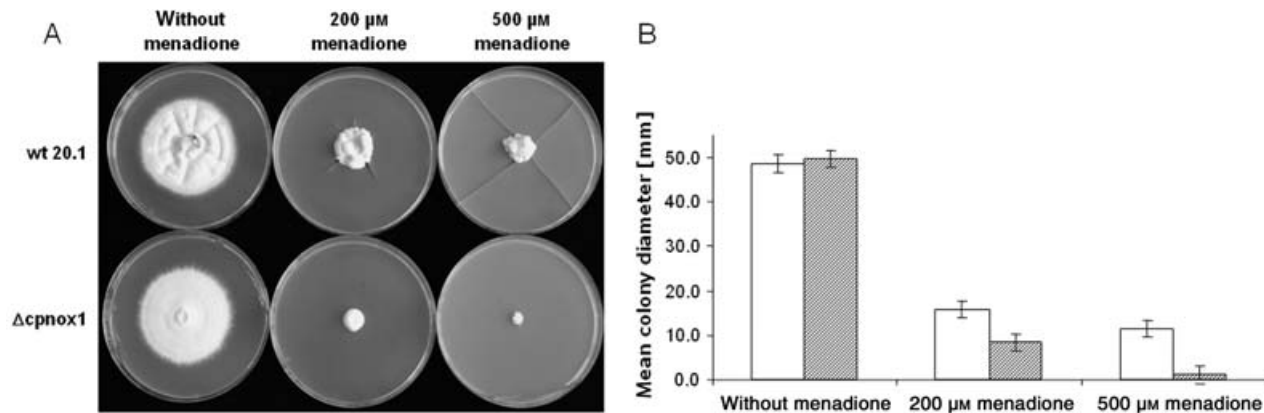 A
Without
menadione
200 µM
menadione
500 µM
menadione
wt 20.1
Δcpnox1
B
Mean colony diameter [mm]
50.0
40.0
30.0
20.0
10.0
0.0
Without menadione
200 µM menadione
500 µM menadione